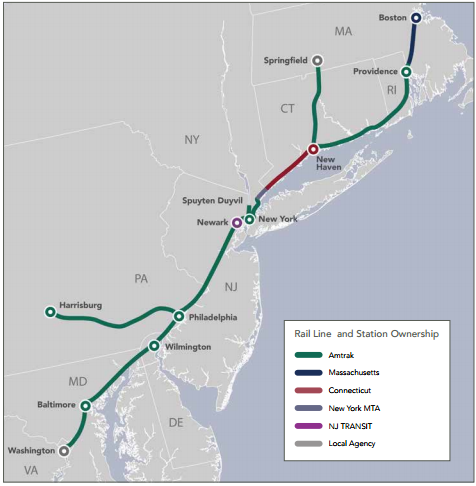 Boston
MA
Springfield
Providence
RI
CT
NY
New
Haven
Spuyten Duyvil
Newark
New York
PA
NJ
Harrisburg
Philadelphia
Wilmington
MD
Baltimore
DE
Washington
VA
Rail Line and Station Ownership
Amtrak
Massachusetts
Connecticut
New York MTA
NJ TRANSIT
Local Agency